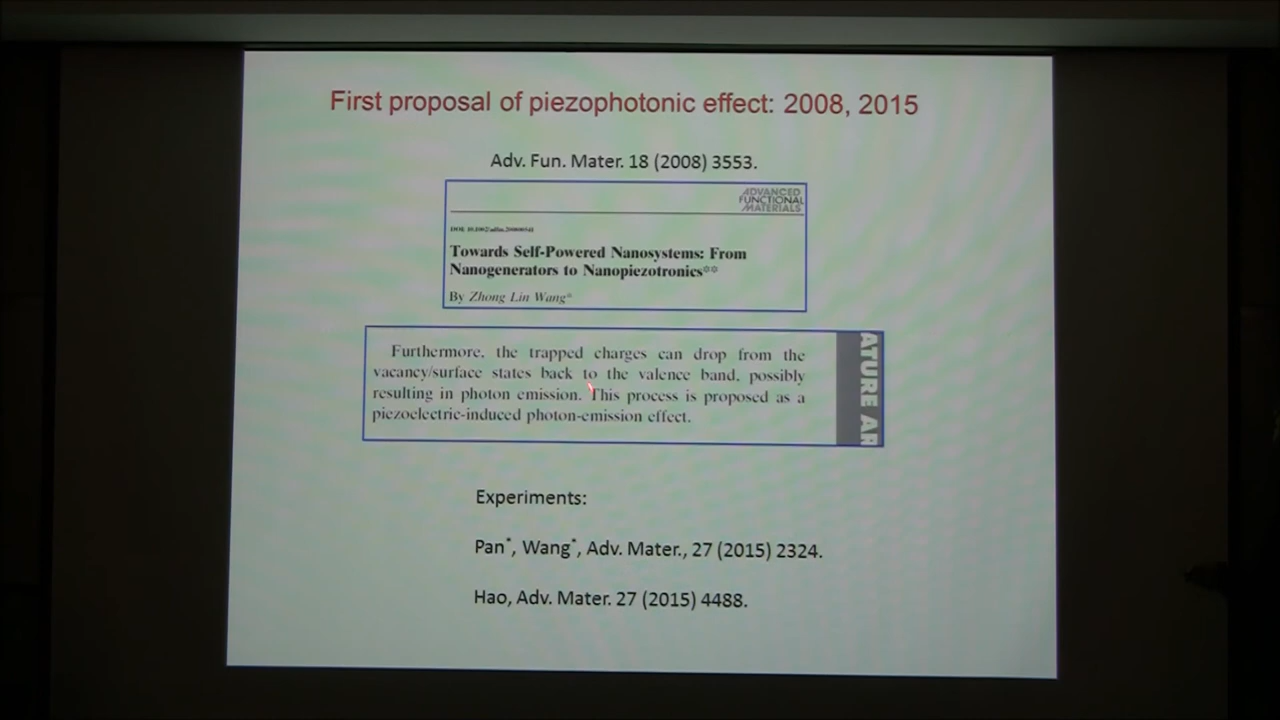 First proposal of piezophotonic effect: 2008, 2015
Adv. Fun. Mater. 18 (2008) 3553.
ADVANCED
FUNCTIONAL
MATERIALS
DOI:
Towards Self-Powered Nanosystems: From
Nanogenerators to Nanopiezotronics**
By Zhong Lin Wang*
Furthermore, the trapped charges can drop from the
vacancy/surface states back to the valence band, possibly
resulting in photon emission. This process is proposed as a
piezoelectric-induced photon-emission effect.
ATURE AR
Experiments:
Pan*, Wang*, Adv. Mater., 27 (2015) 2324.
Hao, Adv. Mater. 27 (2015) 4488.